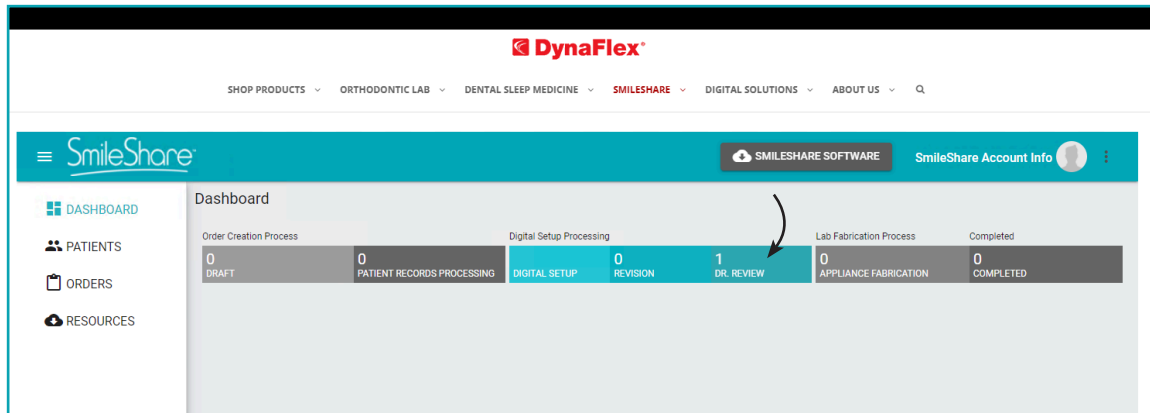 DynaFlex®
SHOP PRODUCTS
ORTHODONTIC LAB
DENTAL SLEEP MEDICINE
SMILESHARE
DIGITAL SOLUTIONS
ABOUT US
SmileShare
SMILESHARE SOFTWARE
SmileShare Account Info
DASHBOARD
PATIENTS
ORDERS
RESOURCES
Dashboard
Order Creation Process
0
DRAFT
0
PATIENT RECORDS PROCESSING
Digital Setup Processing
DIGITAL SETUP
0
REVISION
1
DR. REVIEW
Lab Fabrication Process
0
APPLIANCE FABRICATION
Completed
0
COMPLETED